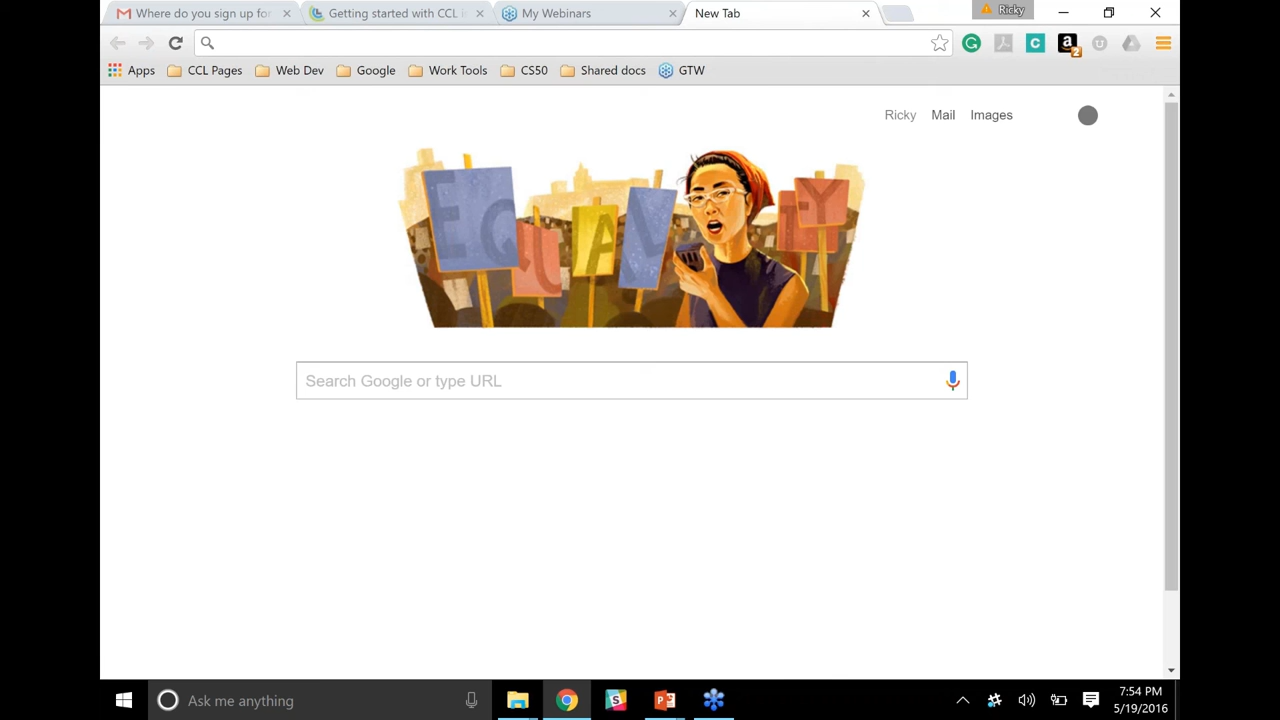 Where do you sign up for
Getting started with CCL i
My Webinars
New Tab
Ricky
2
Apps
CCL Pages
Web Dev
Google
Work Tools
CS50
Shared docs
GTW
Ricky Mail Images
EQUALITY
Search Google or type URL
Ask me anything
7:54 PM
5/19/2016